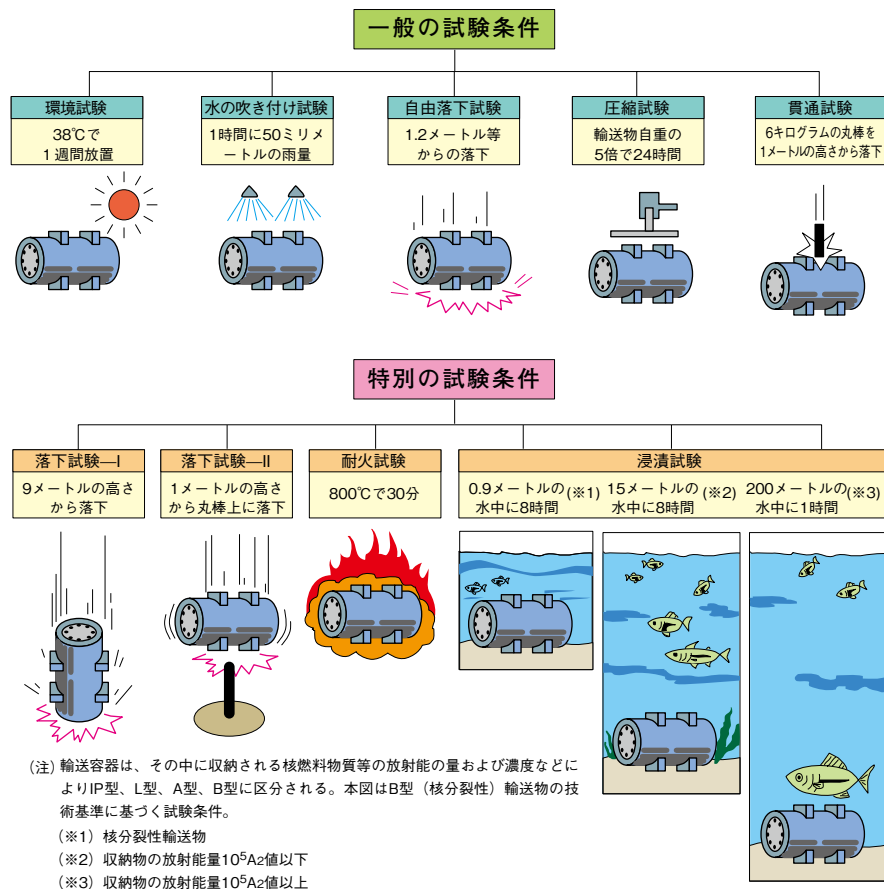 一般の試験条件
環境試験
38℃で
1週間放置
水の吹き付け試験
1時間に50ミリメ
ートルの雨量
自由落下試験
1.2メートル等
からの落下
圧縮試験
輸送物自重の
5倍で24時間
貫通試験
6キログラムの丸棒を
1メートルの高さから落下
特別の試験条件
落下試験—I
9メートルの高さ
から落下
落下試験—II
1メートルの高さ
から丸棒上に落下
耐火試験
800℃で30分
浸漬試験
0.9メートルの(※1)
水中に8時間
15メートルの(※2)
水中に8時間
200メートルの(※3)
水中に1時間
(注) 輸送容器は、その中に収納される核燃料物質等の放射能の量および濃度などに
よりIP型、L型、A型、B型に区分される。本図はB型（核分裂性）輸送物の技
術基準に基づく試験条件。
(※1) 核分裂性輸送物
(※2) 収納物の放射能量10⁵A₂値以下
(※3) 収納物の放射能量10⁵A₂値以上